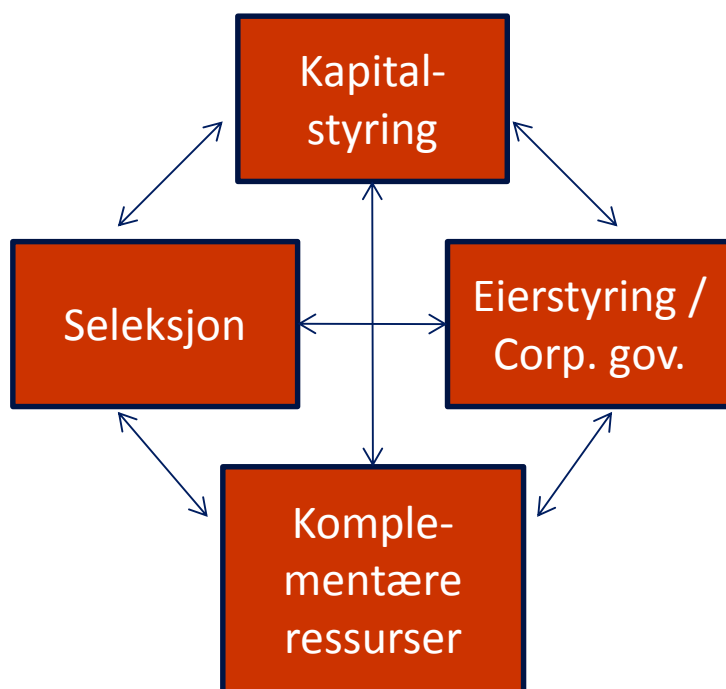 Kapital-
styring
Seleksjon
Eierstyring /
Corp. gov.
Komple-
mentære
ressurser